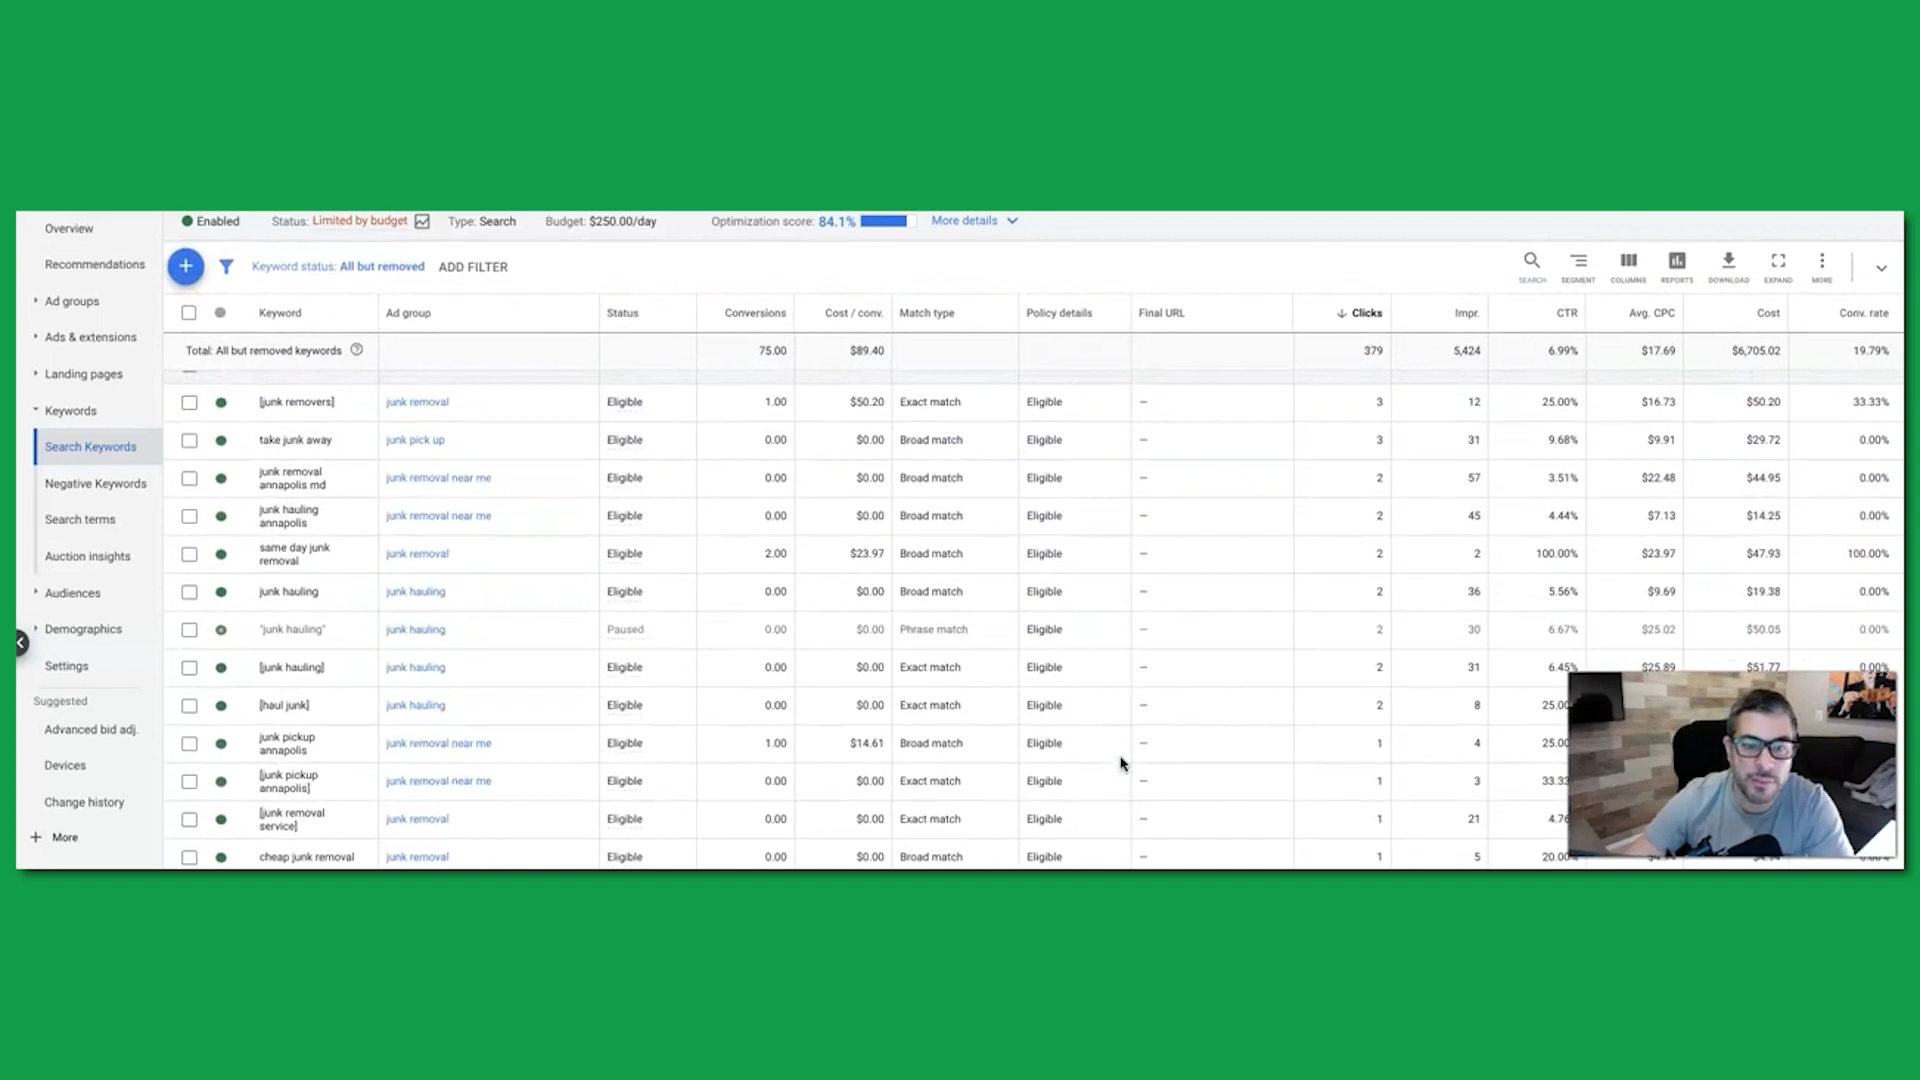 Overview
Enabled Status: Limited by budget Type: Search Budget: $250.00/day Optimization score: 84.1% More details
Recommendations
Keyword status: All but removed ADD FILTER
SEARCH SEGMENT COLUMNS REPORTS DOWNLOAD EXPAND MORE
Ad groups
Ads & extensions
Landing pages
Keywords
Search Keywords
Negative Keywords
Search terms
Auction insights
Audiences
Demographics
Settings
Suggested
Advanced bid adj.
Devices
Change history
+ More
Keyword Ad group Status Conversions Cost / conv. Match type Policy details Final URL Clicks Impr. CTR Avg. CPC Cost Conv. rate
Total: All but removed keywords 75.00 $89.40 379 5,424 6.99% $17.69 $6,705.02 19.79%
[junk removers] junk removal Eligible 1.00 $50.20 Exact match Eligible – 3 12 25.00% $16.73 $50.20 33.33%
take junk away junk pick up Eligible 0.00 $0.00 Broad match Eligible – 3 31 9.68% $9.91 $29.72 0.00%
junk removal
annapolis md junk removal near me Eligible 0.00 $0.00 Broad match Eligible – 2 57 3.51% $22.48 $44.95 0.00%
junk hauling
annapolis junk removal near me Eligible 0.00 $0.00 Broad match Eligible – 2 45 4.44% $7.13 $14.25 0.00%
same day junk
removal junk removal Eligible 2.00 $23.97 Broad match Eligible – 2 2 100.00% $23.97 $47.93 100.00%
junk hauling junk hauling Eligible 0.00 $0.00 Broad match Eligible – 2 36 5.56% $9.69 $19.38 0.00%
"junk hauling" junk hauling Paused 0.00 $0.00 Phrase match Eligible – 2 30 6.67% $25.02 $50.05 0.00%
[junk hauling] junk hauling Eligible 0.00 $0.00 Exact match Eligible – 2 31 6.45% $25.89 $51.77 0.00%
[haul junk] junk hauling Eligible 0.00 $0.00 Exact match Eligible – 2 8 25.00
junk pickup
annapolis junk removal near me Eligible 1.00 $14.61 Broad match Eligible – 1 4 25.00
[junk pickup
annapolis] junk removal near me Eligible 0.00 $0.00 Exact match Eligible – 1 3 33.33
[junk removal
service] junk removal Eligible 0.00 $0.00 Exact match Eligible – 1 21 4.76
cheap junk removal junk removal Eligible 0.00 $0.00 Broad match Eligible – 1 5 20.00%